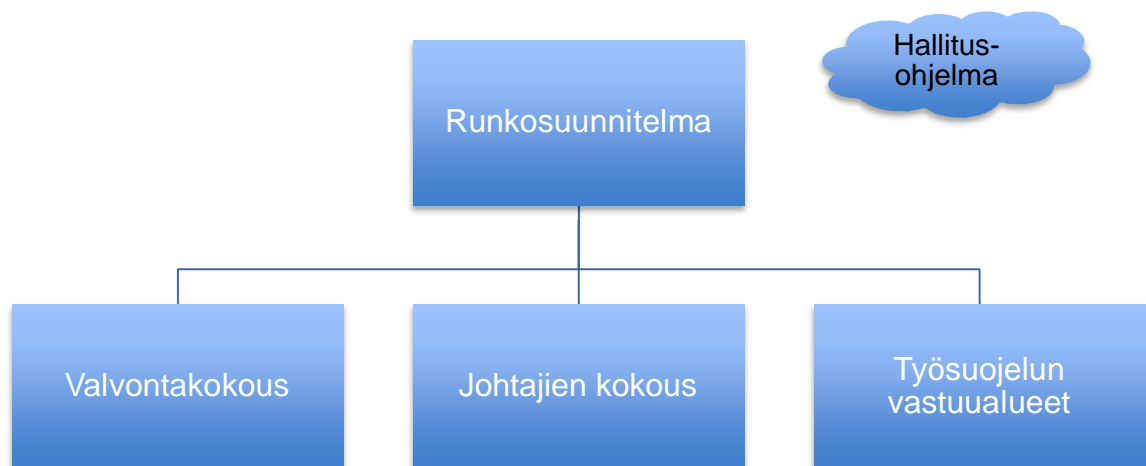 Hallitus-
ohjelma
Runkosuunnitelma
Valvontakokous
Johtajien kokous
Työsuojelun
vastuualueet